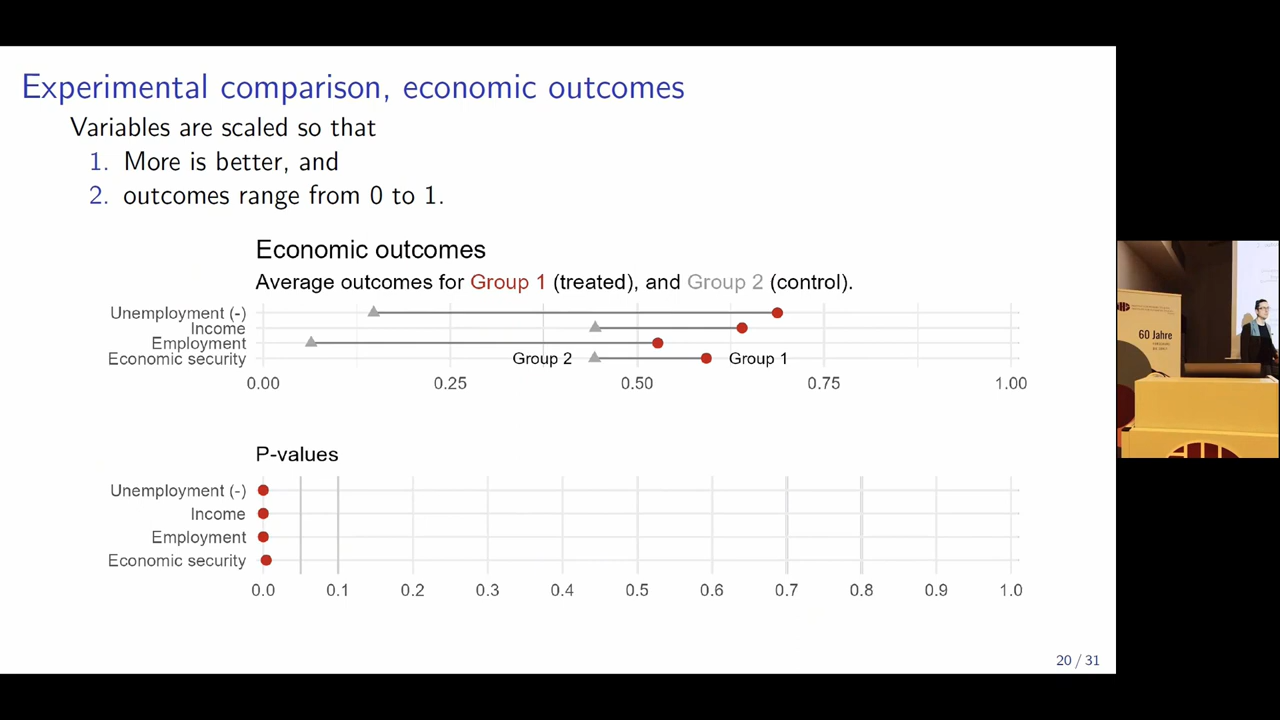 Experimental comparison, economic outcomes
Variables are scaled so that
1. More is better, and
2. outcomes range from 0 to 1.
Economic outcomes
Average outcomes for Group 1 (treated), and Group 2 (control).
Unemployment (-)
Income
Employment
Economic security
Group 2
Group 1
0.00 0.25 0.50 0.75 1.00
P-values
Unemployment (-)
Income
Employment
Economic security
0.0 0.1 0.2 0.3 0.4 0.5 0.6 0.7 0.8 0.9 1.0
20 / 31
60 Jahre